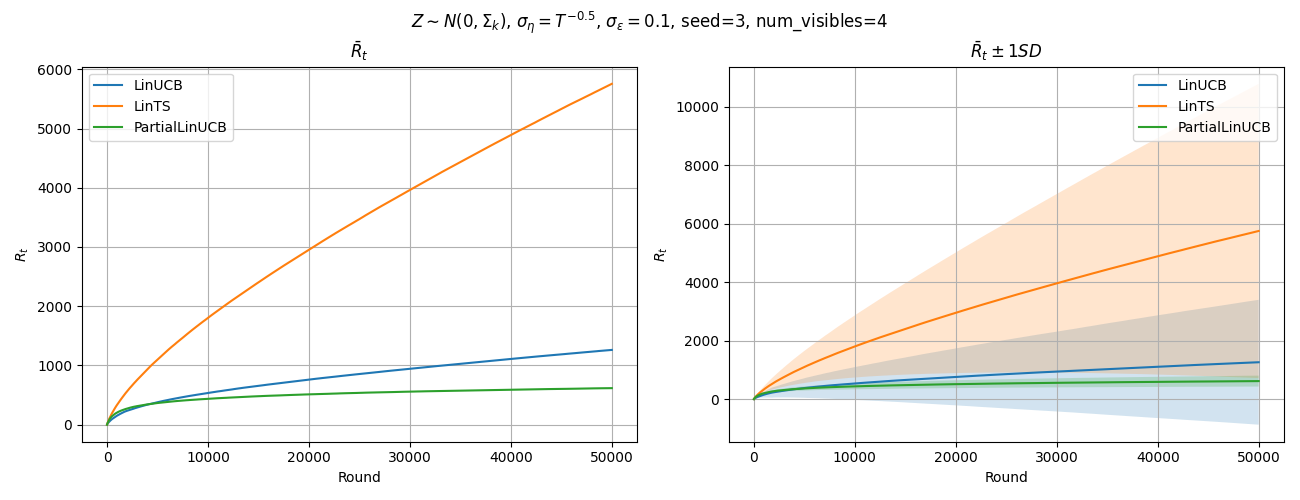 Z ∼ N(0, Σ_k), σ_η = T^{−0.5}, σ_ε = 0.1, seed=3, num_visibles=4
R̄_t
6000
5000
4000
3000
2000
1000
0
R_t
0 10000 20000 30000 40000 50000
Round
LinUCB
LinTS
PartialLinUCB
R̄_t ± 1SD
10000
8000
6000
4000
2000
0
R_t
0 10000 20000 30000 40000 50000
Round
LinUCB
LinTS
PartialLinUCB